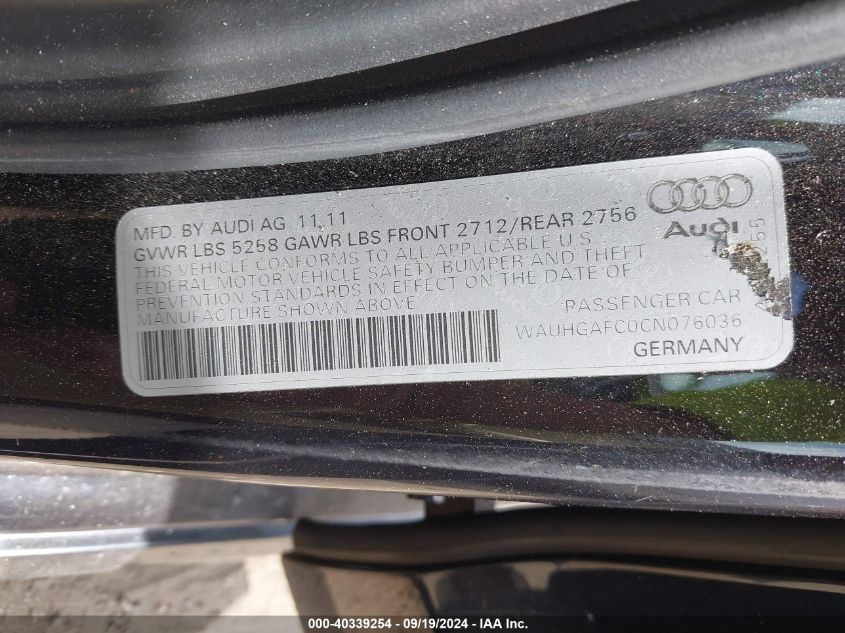 MFD. BY AUDI AG 11.11
GVWR LBS 5258 GAWR LBS FRONT 2712/REAR 2756
THIS VEHICLE CONFORMS TO ALL APPLICABLE U.S.
FEDERAL MOTOR VEHICLE SAFETY BUMPER AND THEFT
PREVENTION STANDARDS IN EFFECT ON THE DATE OF
MANUFACTURE SHOWN ABOVE.
Audi
PASSENGER CAR
WAUHGAFC0CN076036
GERMANY
000-40339254 - 09/19/2024 - IAAI, Inc.